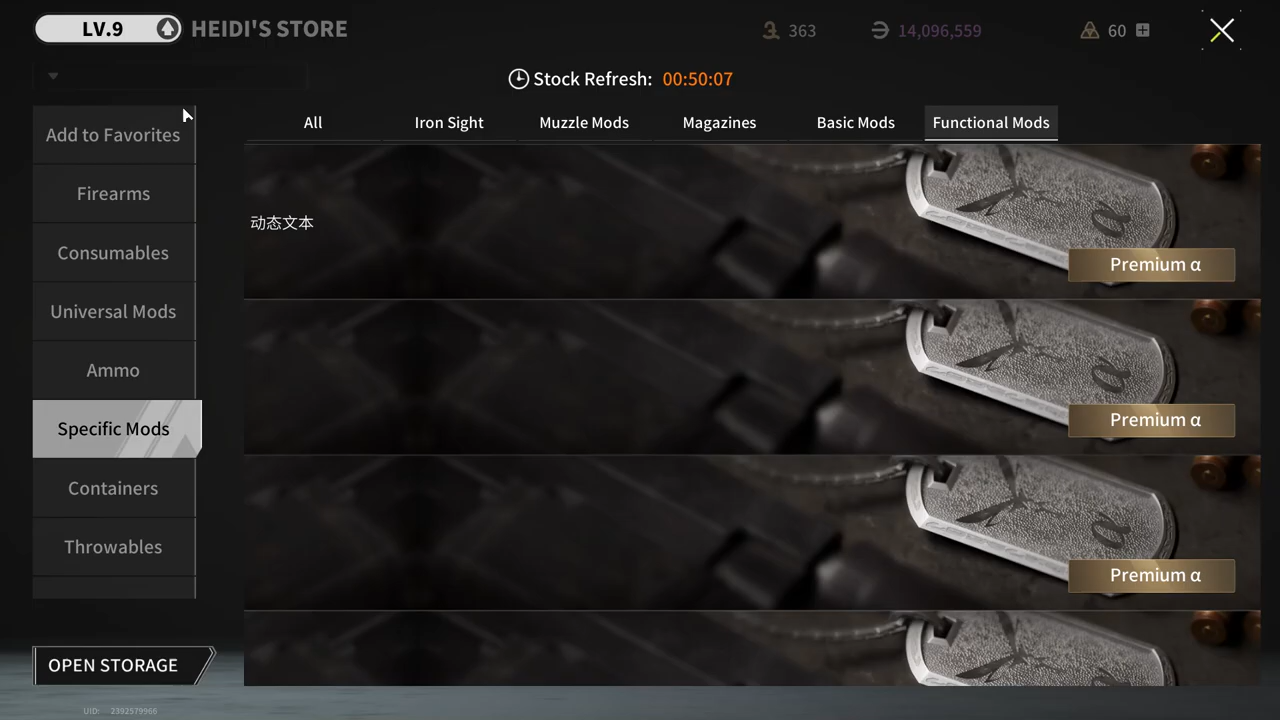 LV.9
HEIDI'S STORE
363
14,096,559
60
Stock Refresh: 00:50:07
Add to Favorites
Firearms
Consumables
Universal Mods
Ammo
Specific Mods
Containers
Throwables
OPEN STORAGE
All
Iron Sight
Muzzle Mods
Magazines
Basic Mods
Functional Mods
动态文本
α
Premium α
α
Premium α
α
Premium α
α
UID: 2392579960